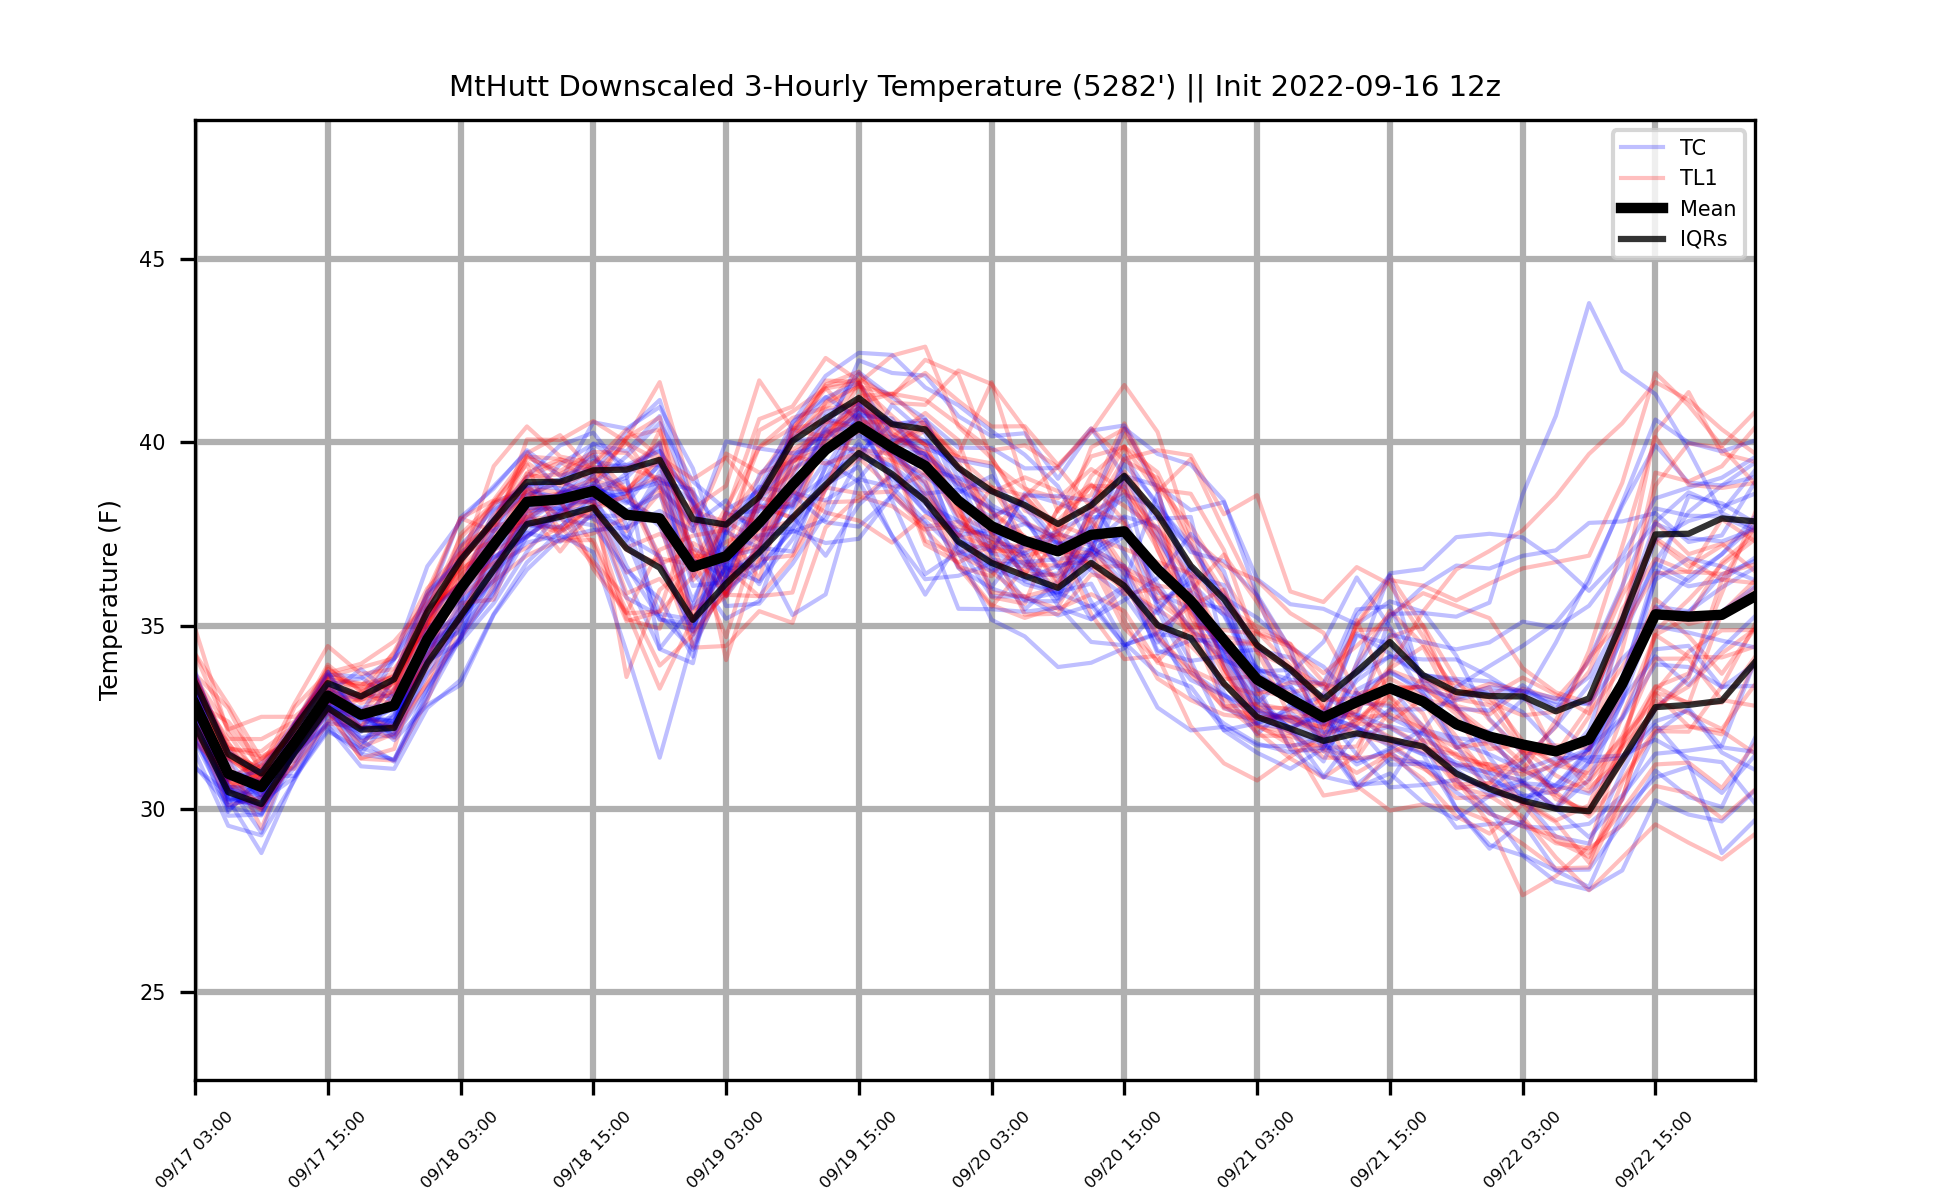 MtHutt Downscaled 3-Hourly Temperature (5282') || Init 2022-09-16 12z
TC
TL1
Mean
IQRs
Temperature (F)
45
40
35
30
25
09/17 03:00
09/17 15:00
09/18 03:00
09/18 15:00
09/19 03:00
09/19 15:00
09/20 03:00
09/20 15:00
09/21 03:00
09/21 15:00
09/22 03:00
09/22 15:00